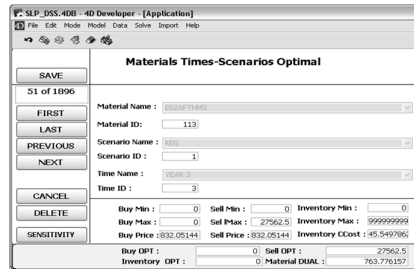 SLP_DSS.4DB - 4D Developer - [Application]
File Edit Mode Model Data Solve Import Help
Materials Times-Scenarios Optimal
SAVE
51 of 1896
FIRST
LAST
PREVIOUS
NEXT
CANCEL
DELETE
SENSITIVITY
Material Name : ES2AFTHM3
Material ID: 113
Scenario Name : REG
Scenario ID : 1
Time Name : YEAR 3
Time ID : 3
Buy Min : 0 Sell Min : 0 Inventory Min : 0
Buy Max : 0 Sel lMax : 27562.5 Inventory Max : 999999999
Buy Price : 832.05144 Sell Price : 832.05144 Inventory CCost : 45.549786
Buy OPT : 0 Sell OPT : 27562.5
Inventory OPT : 0 Material DUAL : 763.776157